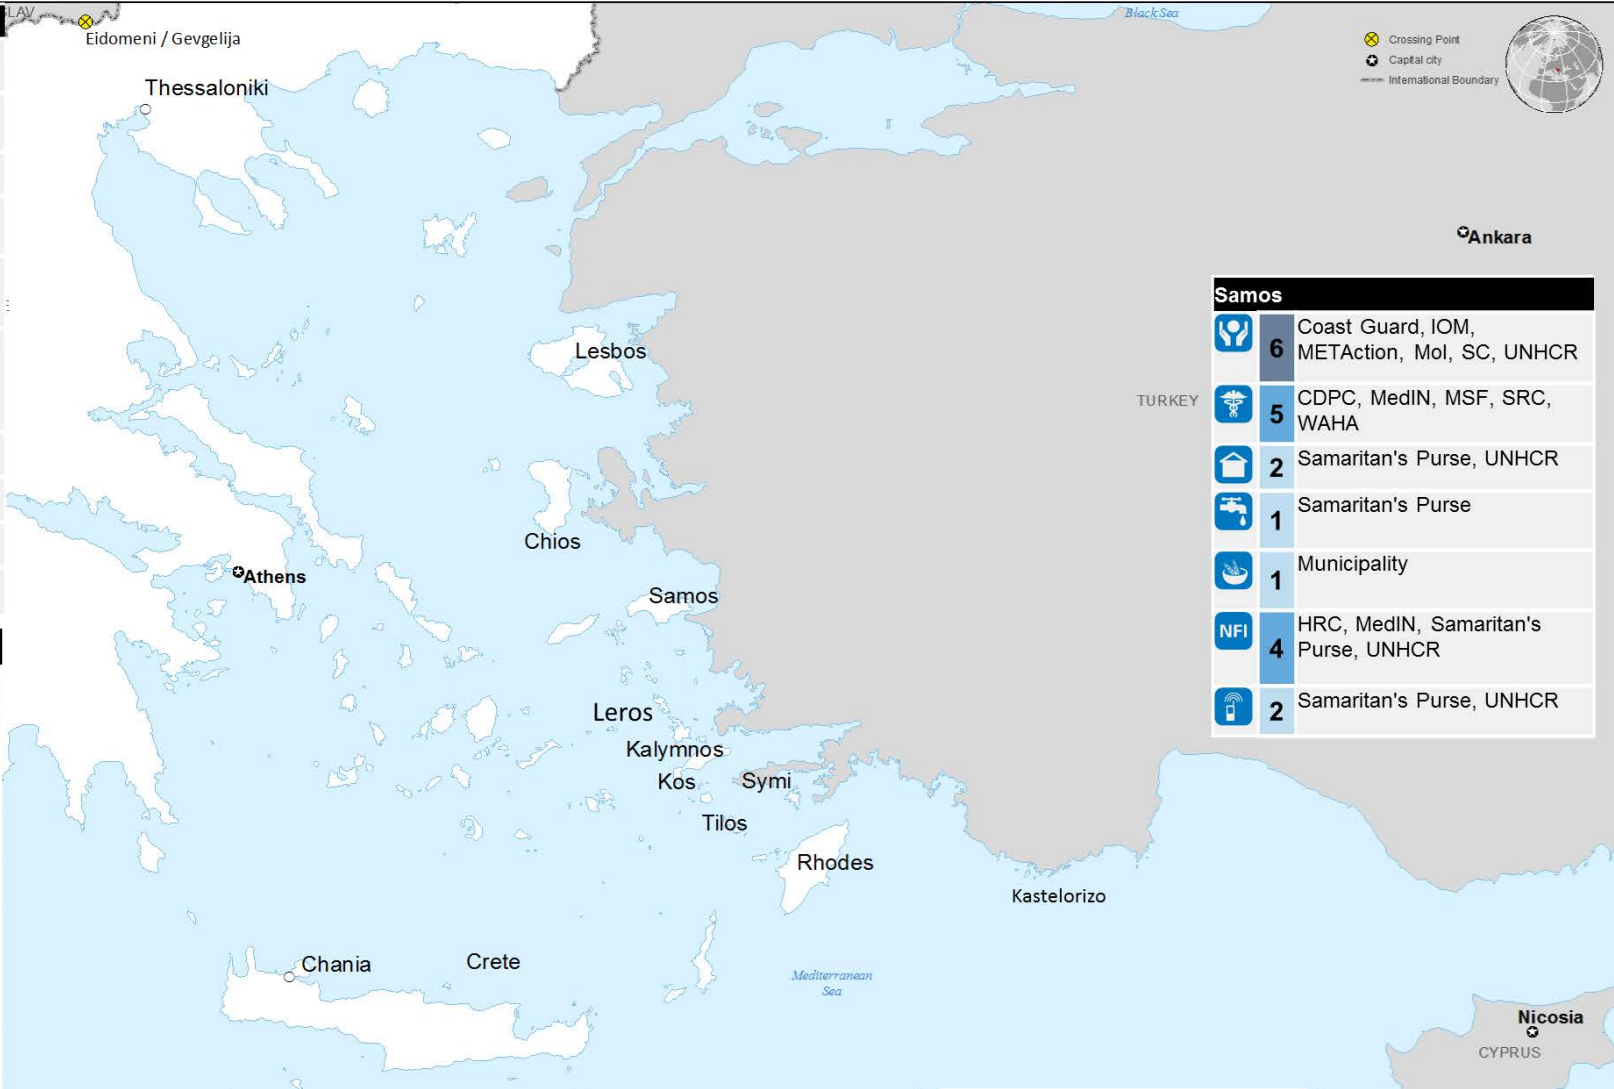 LAV
Eidomeni / Gevgelija
Thessaloniki
Black Sea
Crossing Point
Capital city
International Boundary
Ankara
TURKEY
Lesbos
Chios
Athens
Samos
Leros
Kalymnos
Kos
Symi
Tilos
Rhodes
Kastelorizo
Chania
Crete
Mediterranean
Sea
Nicosia
CYPRUS
Samos
6
Coast Guard, IOM,
METAction, MoI, SC, UNHCR
5
CDPC, MedIN, MSF, SRC,
WAHA
2
Samaritan's Purse, UNHCR
1
Samaritan's Purse
1
Municipality
NFI
4
HRC, MedIN, Samaritan's
Purse, UNHCR
2
Samaritan's Purse, UNHCR